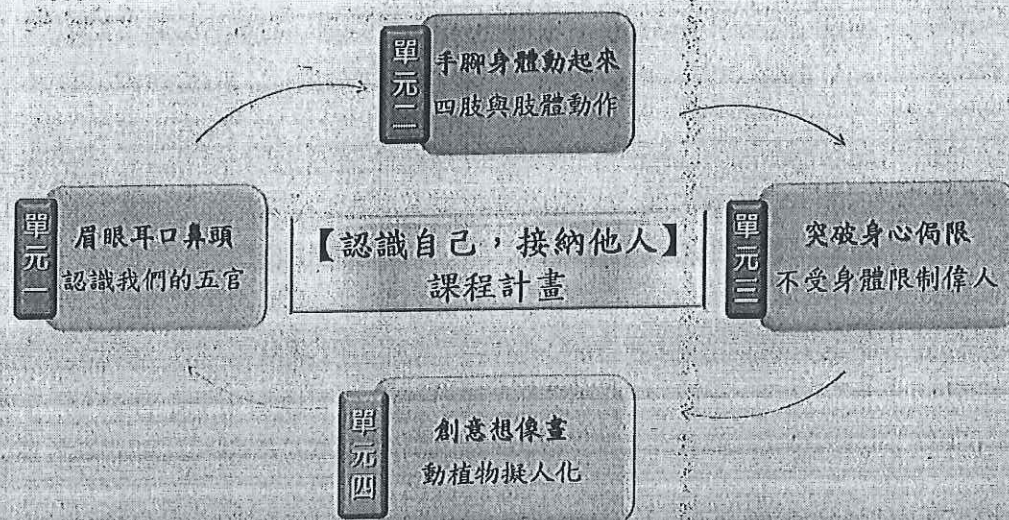 單元一
眉眼耳口鼻頭
認識我們的五官
單元二
手腳身體動起來
四肢與肢體動作
【認識自己,接納他人】
課程計畫
單元三
突破身心侷限
不受身體限制偉人
單元四
創意想像畫
動植物擬人化